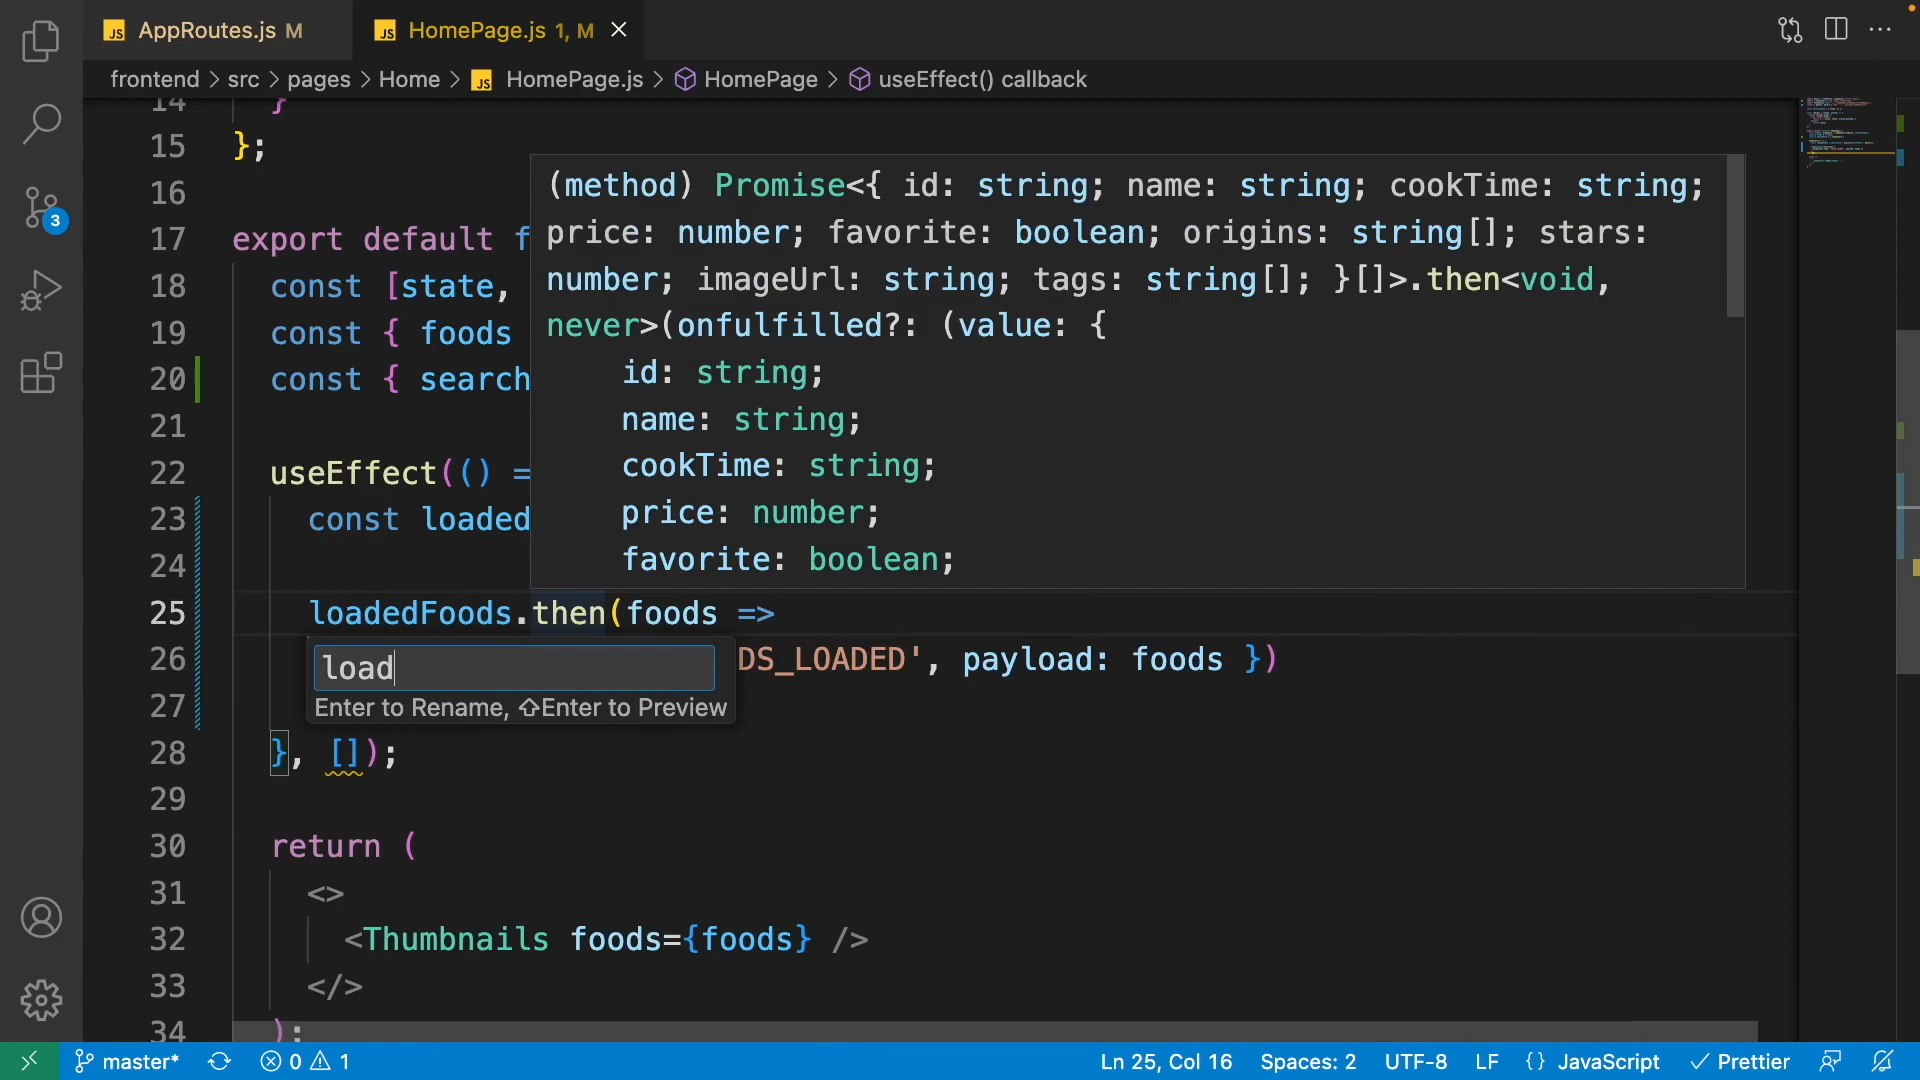 AppRoutes.js M
HomePage.js 1, M
frontend > src > pages > Home > JS HomePage.js > HomePage > useEffect() callback
14 }
15 };
16
17 export default f
18 const [state,
19 const { foods
20 const { search
21
22 useEffect(() =
23 const loaded
24
25 loadedFoods.then(foods =>
26 DS_LOADED', payload: foods })
27
28 }, []);
29
30 return (
31 <>
32 <Thumbnails foods={foods} />
33 </>
34 );
(method) Promise<{ id: string; name: string; cookTime: string;
price: number; favorite: boolean; origins: string[]; stars:
number; imageUrl: string; tags: string[]; }[]>.then<void,
never>(onfulfilled?: (value: {
id: string;
name: string;
cookTime: string;
price: number;
favorite: boolean;
load
Enter to Rename, ⇧Enter to Preview
3
master* 0 1
Ln 25, Col 16 Spaces: 2 UTF-8 LF {} JavaScript ✓ Prettier